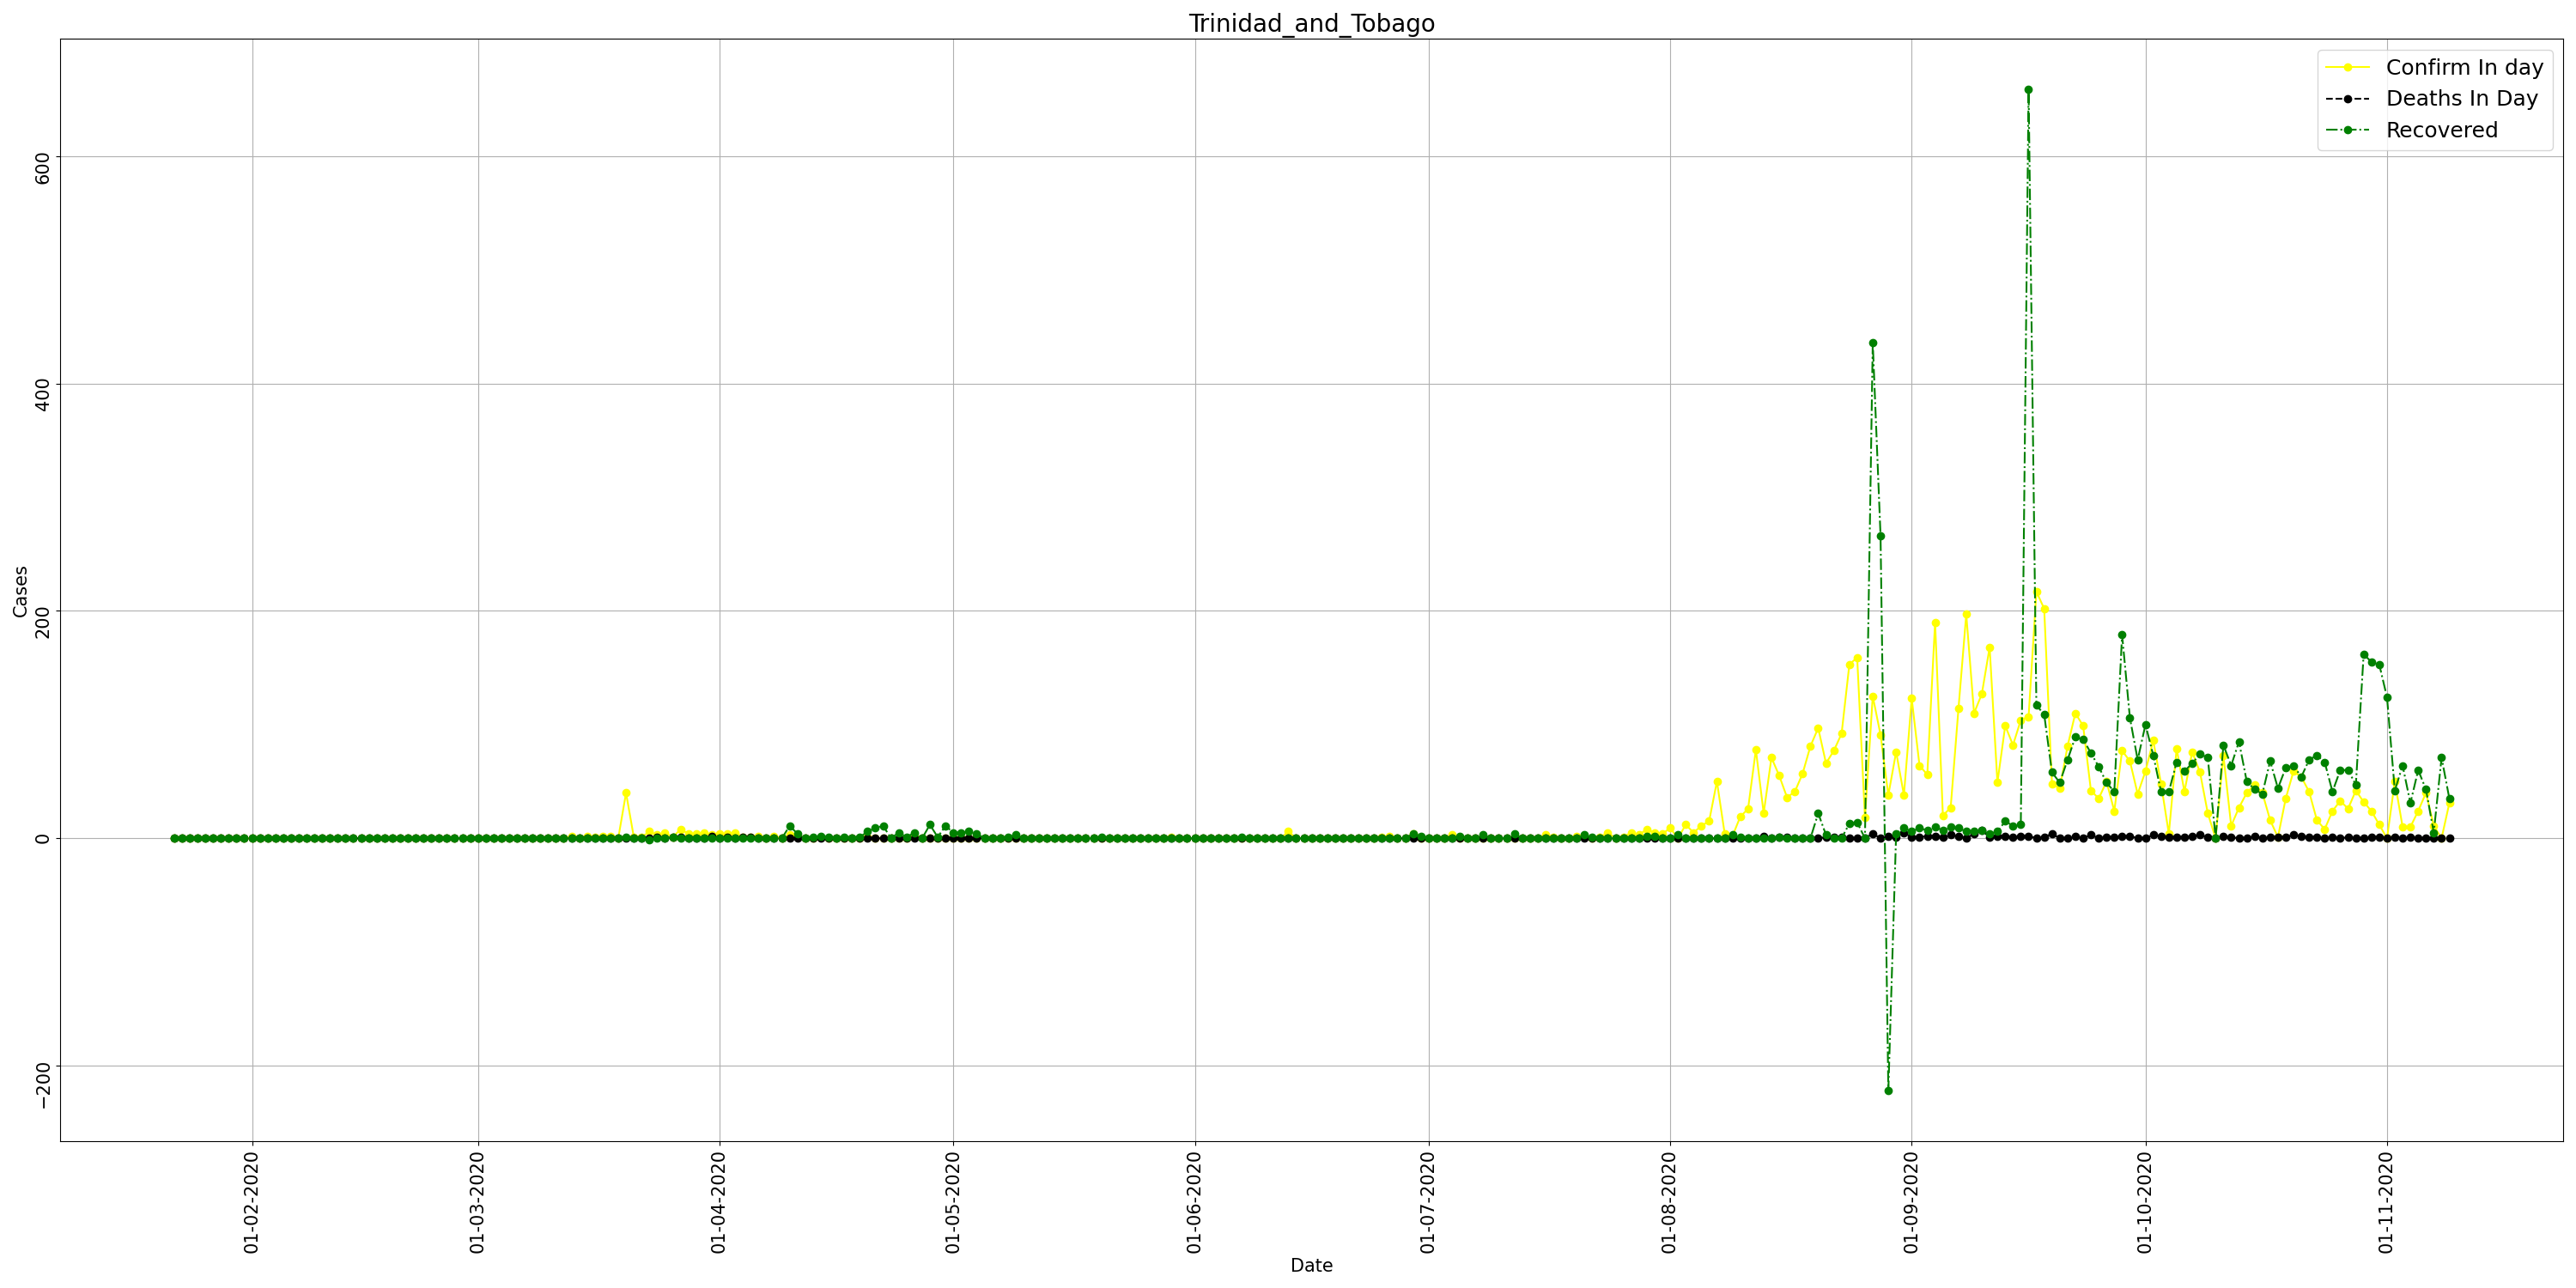 Trinidad_and_Tobago
Confirm In day
Deaths In Day
Recovered
Cases
600
400
200
0
−200
01-02-2020
01-03-2020
01-04-2020
01-05-2020
01-06-2020
01-07-2020
01-08-2020
01-09-2020
01-10-2020
01-11-2020
Date